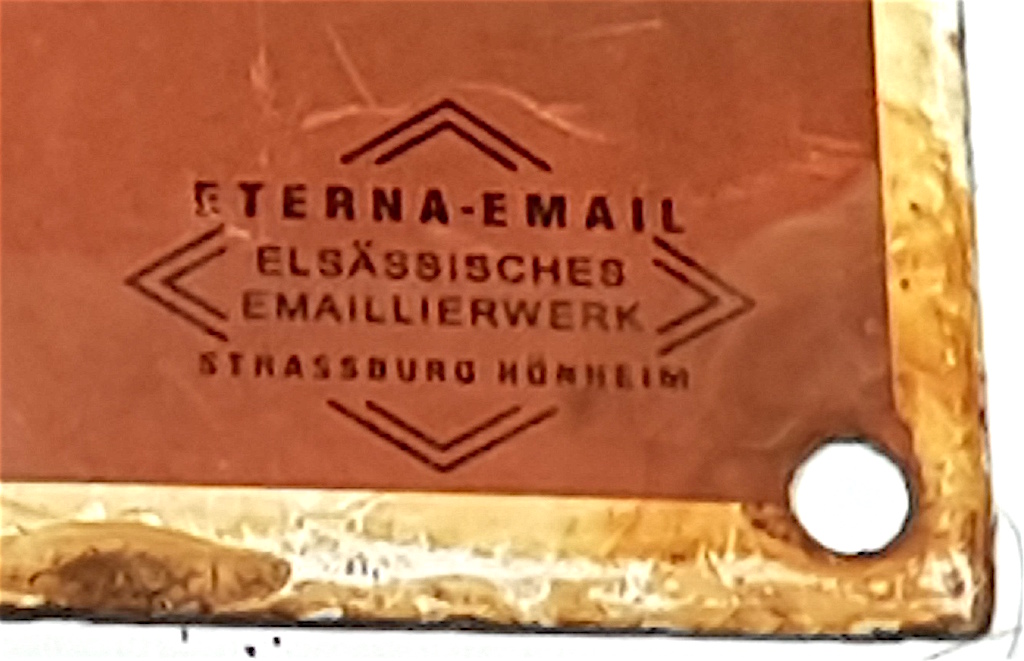 ETERNA-EMAIL
ELSÄSSISCHES
EMAILLIERWERK
STRASSBURG HÖNHEIM